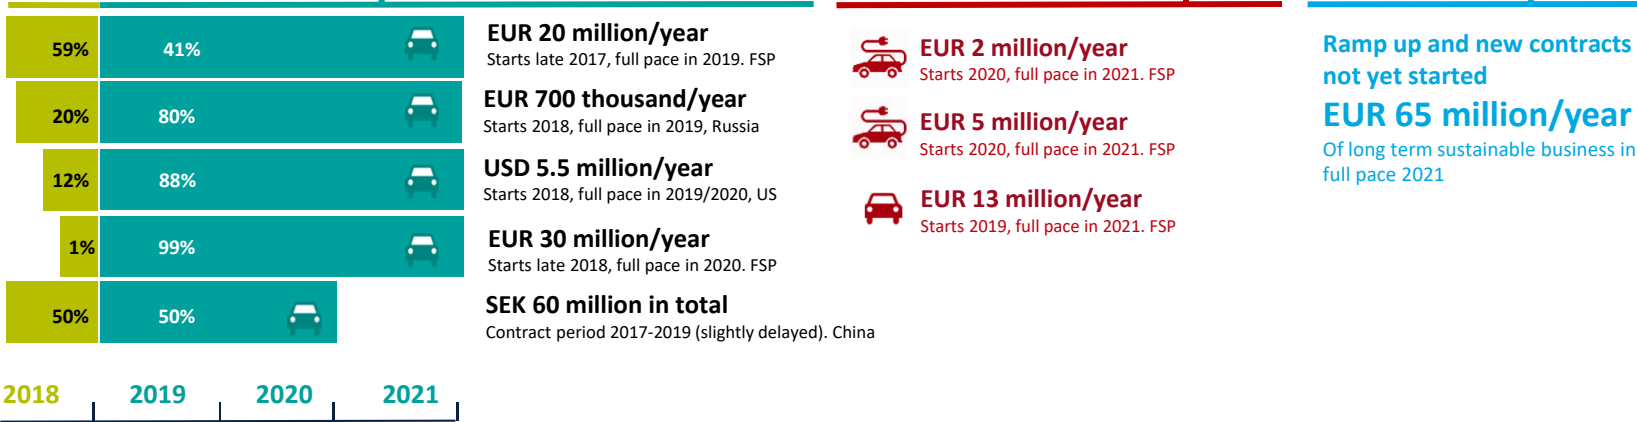 59% 41%
EUR 20 million/year
Starts late 2017, full pace in 2019. FSP
20% 80%
EUR 700 thousand/year
Starts 2018, full pace in 2019, Russia
12% 88%
USD 5.5 million/year
Starts 2018, full pace in 2019/2020, US
1% 99%
EUR 30 million/year
Starts late 2018, full pace in 2020. FSP
50% 50%
SEK 60 million in total
Contract period 2017-2019 (slightly delayed). China
2018 2019 2020 2021
EUR 2 million/year
Starts 2020, full pace in 2021. FSP
EUR 5 million/year
Starts 2020, full pace in 2021. FSP
EUR 13 million/year
Starts 2019, full pace in 2021. FSP
Ramp up and new contracts
not yet started
EUR 65 million/year
Of long term sustainable business in
full pace 2021